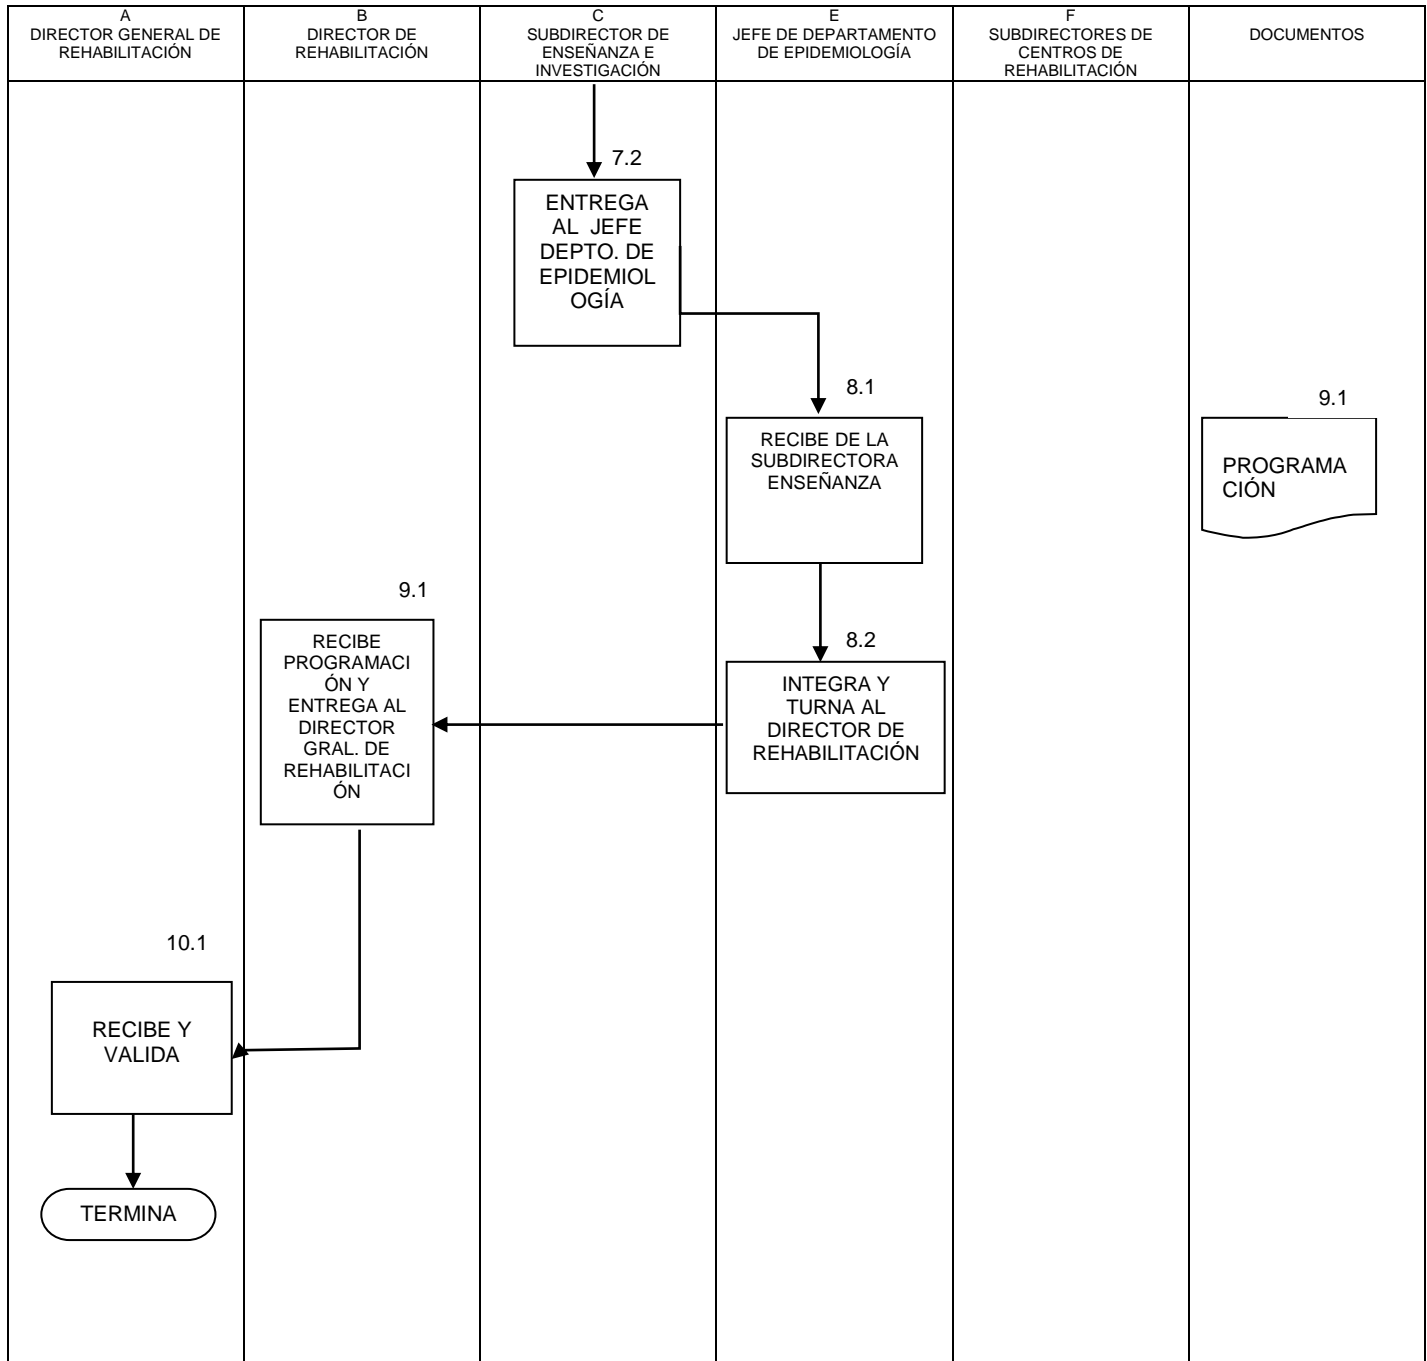 A
DIRECTOR GENERAL DE
REHABILITACIÓN
B
DIRECTOR DE
REHABILITACIÓN
C
SUBDIRECTOR DE
ENSEÑANZA E
INVESTIGACIÓN
E
JEFE DE DEPARTAMENTO
DE EPIDEMIOLOGÍA
F
SUBDIRECTORES DE
CENTROS DE
REHABILITACIÓN
DOCUMENTOS
7.2
ENTREGA
AL JEFE
DEPTO. DE
EPIDEMIOL
OGÍA
8.1
RECIBE DE LA
SUBDIRECTORA
ENSEÑANZA
9.1
PROGRAMA
CIÓN
9.1
RECIBE
PROGRAMACI
ÓN Y
ENTREGA AL
DIRECTOR
GRAL. DE
REHABILITACI
ÓN
8.2
INTEGRA Y
TURNA AL
DIRECTOR DE
REHABILITACIÓN
10.1
RECIBE Y
VALIDA
TERMINA